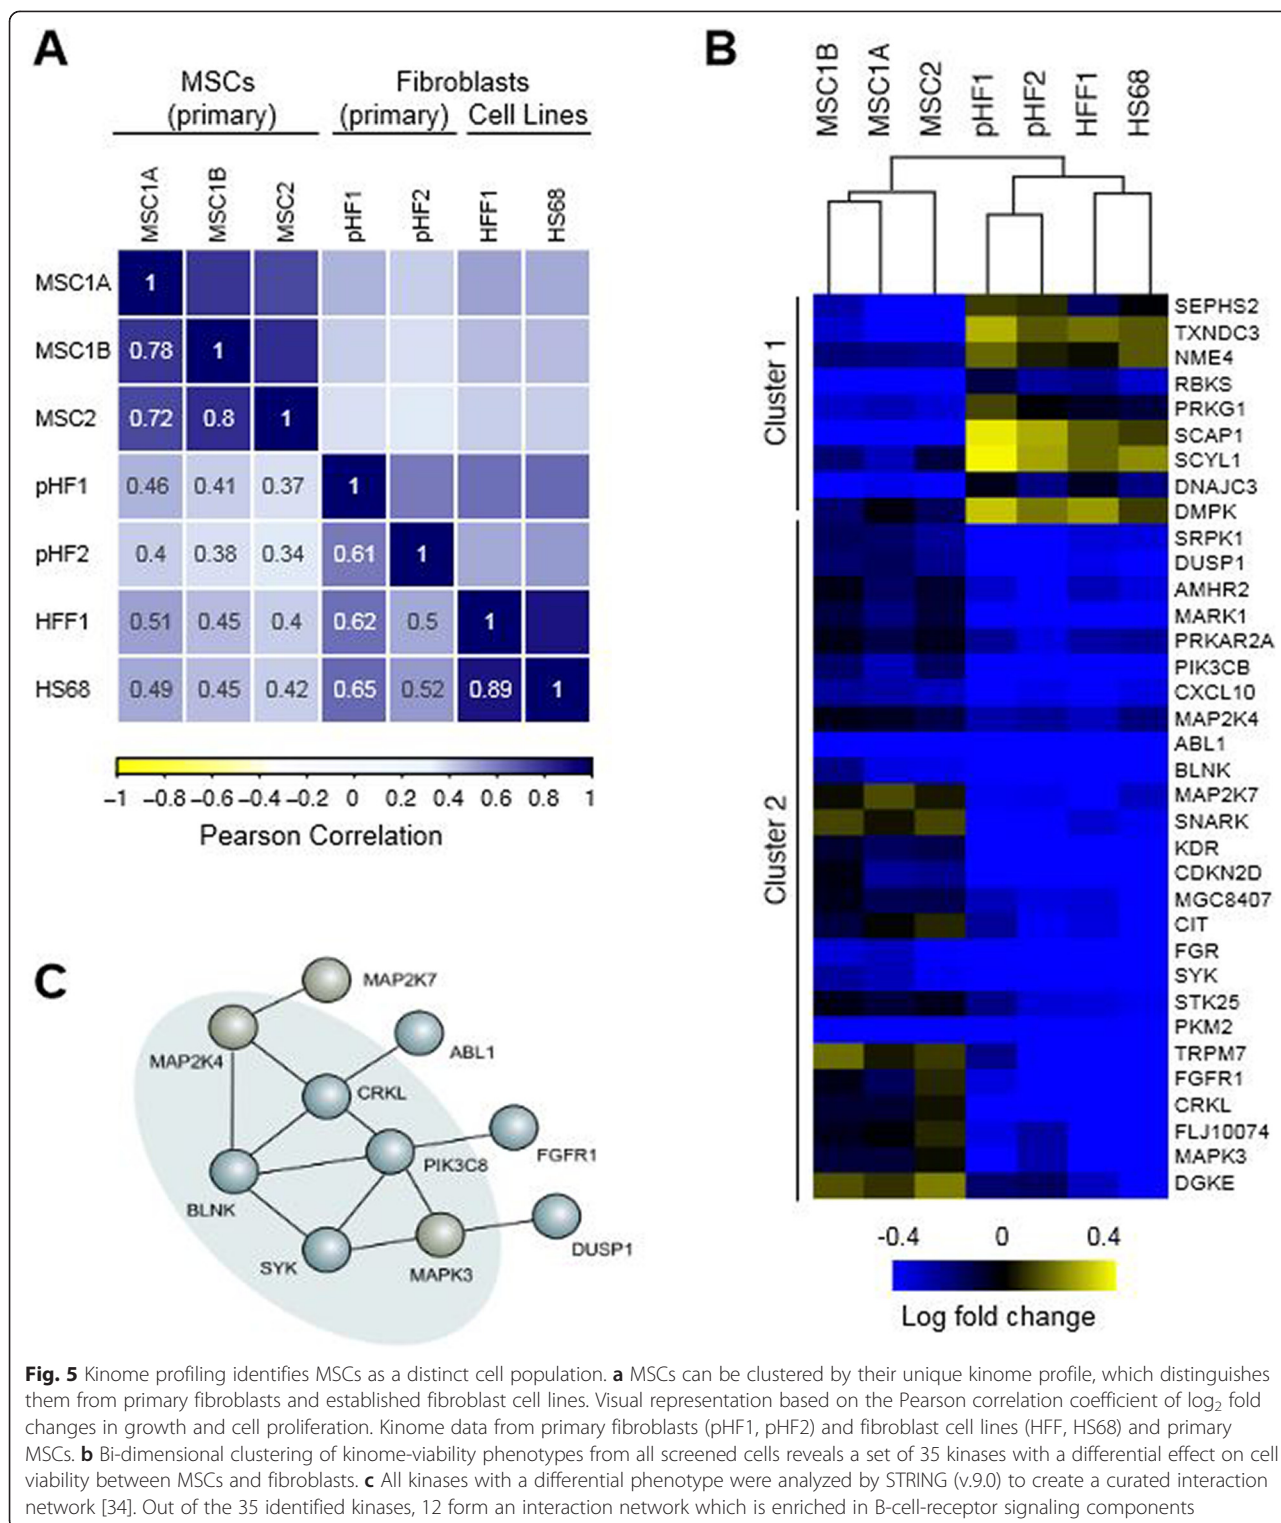 A
MSCs
(primary)
Fibroblasts
(primary) Cell Lines
MSC1A MSC1B MSC2 pHF1 pHF2 HFF1 HS68
MSC1A 1
MSC1B 0.78 1
MSC2 0.72 0.8 1
pHF1 0.46 0.41 0.37 1
pHF2 0.4 0.38 0.34 0.61 1
HFF1 0.51 0.45 0.4 0.62 0.5 1
HS68 0.49 0.45 0.42 0.65 0.52 0.89 1
−1 −0.8 −0.6 −0.4 −0.2 0 0.2 0.4 0.6 0.8 1
Pearson Correlation
B
MSC1B MSC1A MSC2 pHF1 pHF2 HFF1 HS68
Cluster 1
SEPHS2
TXNDC3
NME4
RBKS
PRKG1
SCAP1
SCYL1
DNAJC3
DMPK
Cluster 2
SRPK1
DUSP1
AMHR2
MARK1
PRKAR2A
PIK3CB
CXCL10
MAP2K4
ABL1
BLNK
MAP2K7
SNARK
KDR
CDKN2D
MGC8407
CIT
FGR
SYK
STK25
PKM2
TRPM7
FGFR1
CRKL
FLJ10074
MAPK3
DGKE
-0.4 0 0.4
Log fold change
C
MAP2K7
MAP2K4
ABL1
CRKL
PIK3C8
FGFR1
BLNK
DUSP1
SYK
MAPK3
Fig. 5 Kinome profiling identifies MSCs as a distinct cell population. a MSCs can be clustered by their unique kinome profile, which distinguishes
them from primary fibroblasts and established fibroblast cell lines. Visual representation based on the Pearson correlation coefficient of log2 fold
changes in growth and cell proliferation. Kinome data from primary fibroblasts (pHF1, pHF2) and fibroblast cell lines (HFF, HS68) and primary
MSCs. b Bi-dimensional clustering of kinome-viability phenotypes from all screened cells reveals a set of 35 kinases with a differential effect on cell
viability between MSCs and fibroblasts. c All kinases with a differential phenotype were analyzed by STRING (v.9.0) to create a curated interaction
network [34]. Out of the 35 identified kinases, 12 form an interaction network which is enriched in B-cell-receptor signaling components